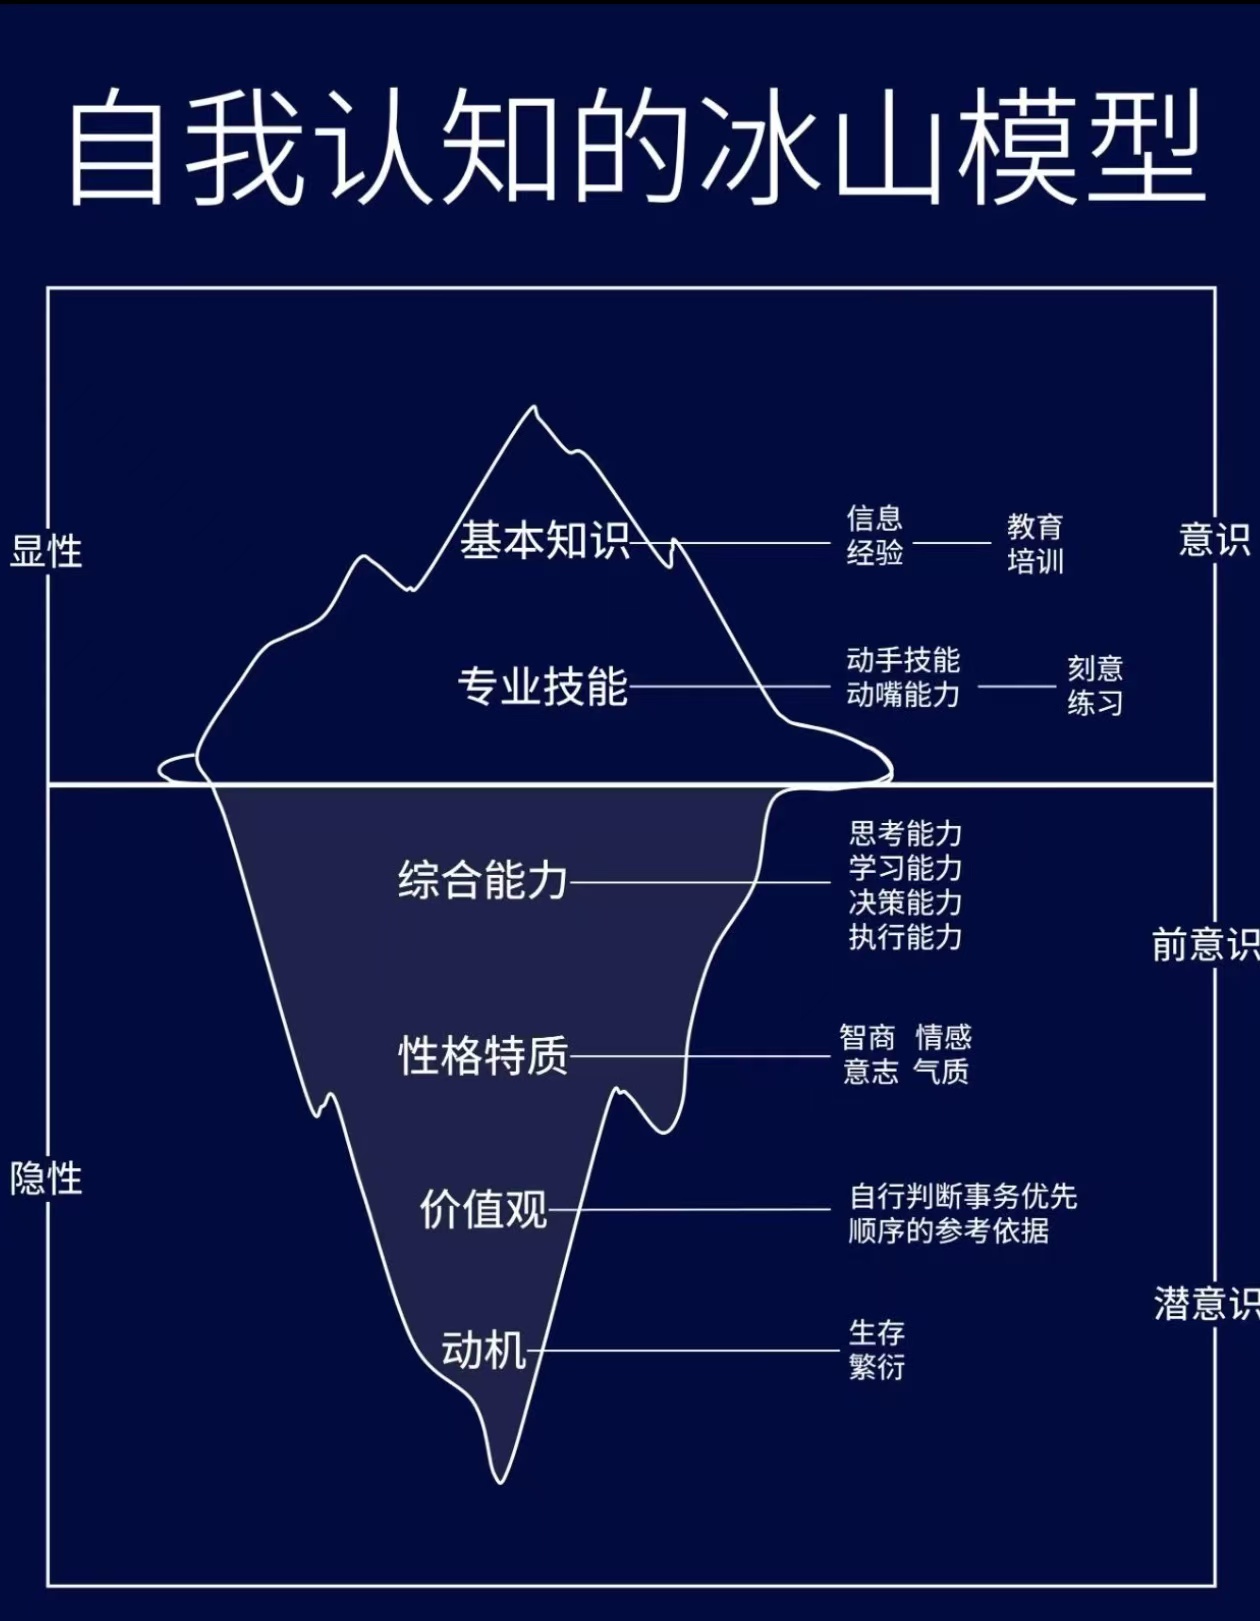 自我认知的冰山模型
显性
意识
基本知识
信息
经验
教育
培训
专业技能
动手技能
动嘴能力
刻意
练习
综合能力
思考能力
学习能力
决策能力
执行能力
前意识
性格特质
智商 情感
意志 气质
隐性
价值观
自行判断事务优先
顺序的参考依据
潜意识
动机
生存
繁衍